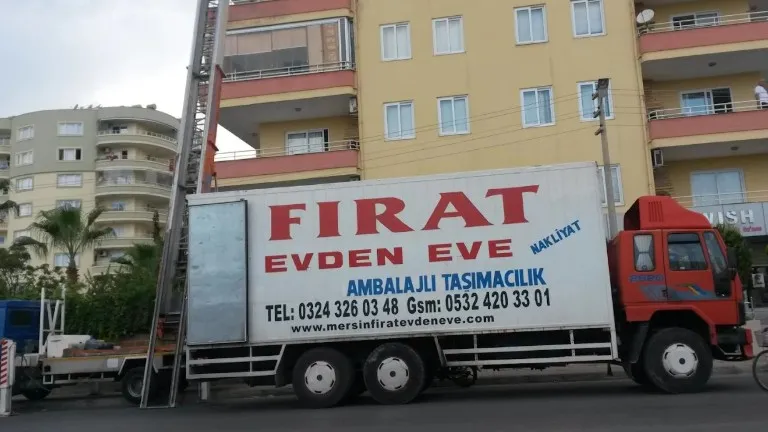 FIRAT
EVDEN EVE
NAKLİYAT
AMBALAJLI TAŞIMACILIK
TEL: 0324 326 03 48 Gsm: 0532 420 33 01
www.mersinfiratevdeneve.com